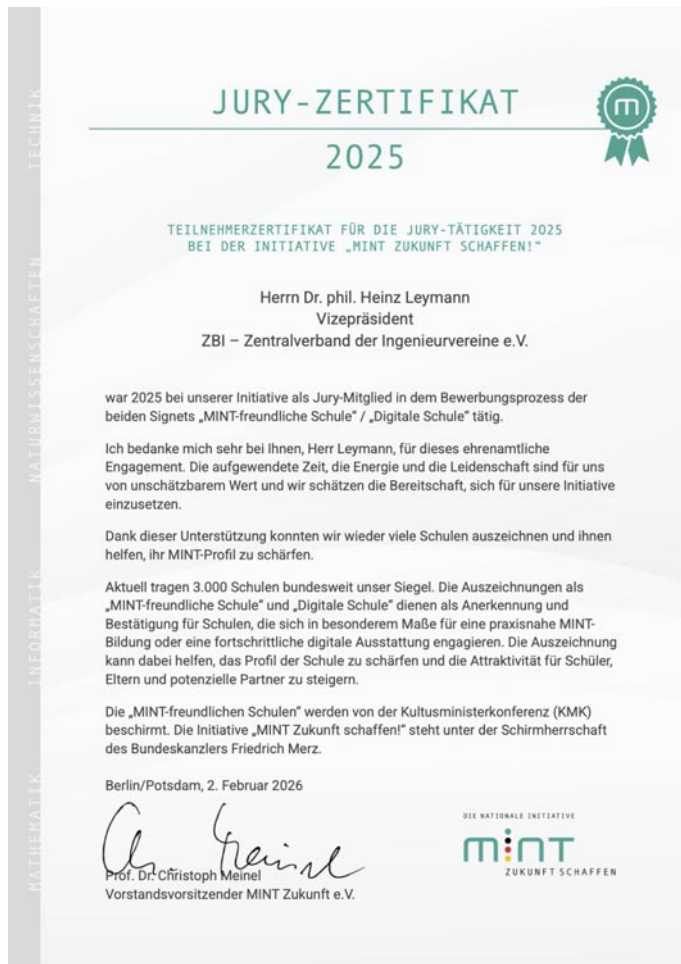 JURY-ZERTIFIKAT
m
2025
TEILNEHMERZERTIFIKAT FÜR DIE JURY-TÄTIGKEIT 2025
BEI DER INITIATIVE „MINT ZUKUNFT SCHAFFEN!“
Herrn Dr. phil. Heinz Leymann
Vizepräsident
ZBI – Zentralverband der Ingenieurvereine e.V.
war 2025 bei unserer Initiative als Jury-Mitglied in dem Bewerbungsprozess der
beiden Signets „MINT-freundliche Schule“ / „Digitale Schule“ tätig.
Ich bedanke mich sehr bei Ihnen, Herr Leymann, für dieses ehrenamtliche
Engagement. Die aufgewendete Zeit, die Energie und die Leidenschaft sind für uns
von unschätzbarem Wert und wir schätzen die Bereitschaft, sich für unsere Initiative
einzusetzen.
Dank dieser Unterstützung konnten wir wieder viele Schulen auszeichnen und ihnen
helfen, ihr MINT-Profil zu schärfen.
Aktuell tragen 3.000 Schulen bundesweit unser Siegel. Die Auszeichnungen als
„MINT-freundliche Schule“ und „Digitale Schule“ dienen als Anerkennung und
Bestätigung für Schulen, die sich in besonderem Maße für eine praxisnahe MINT-
Bildung oder eine fortschrittliche digitale Ausstattung engagieren. Die Auszeichnung
kann dabei helfen, das Profil der Schule zu schärfen und die Attraktivität für Schüler,
Eltern und potenzielle Partner zu steigern.
Die „MINT-freundlichen Schulen“ werden von der Kultusministerkonferenz (KMK)
beschirmt. Die Initiative „MINT Zukunft schaffen!“ steht unter der Schirmherrschaft
des Bundeskanzlers Friedrich Merz.
Berlin/Potsdam, 2. Februar 2026
Ch. Meinel
Prof. Dr. Christoph Meinel
Vorstandsvorsitzender MINT Zukunft e.V.
DIE NATIONALE INITIATIVE
MINT
ZUKUNFT SCHAFFEN
MATHEMATIK INFORMATIK NATURWISSENSCHAFTEN TECHNIK